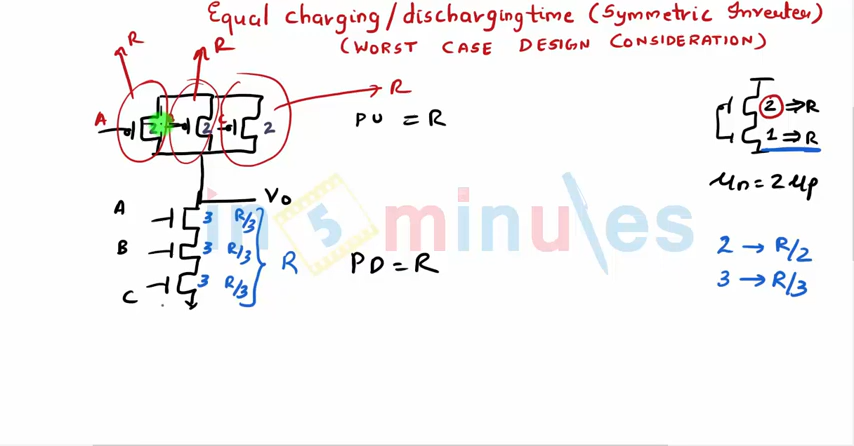 Equal charging/discharging time (Symmetric Inverter)
(WORST CASE DESIGN CONSIDERATION)
R
R
R
A
2
2
C
2
PU = R
2 ⇒ R
1 ⇒ R
μn = 2μp
Vo
A
3 R/3
B
3 R/3
C
3 R/3
R
PD = R
2 → R/2
3 → R/3
in 5 minutes